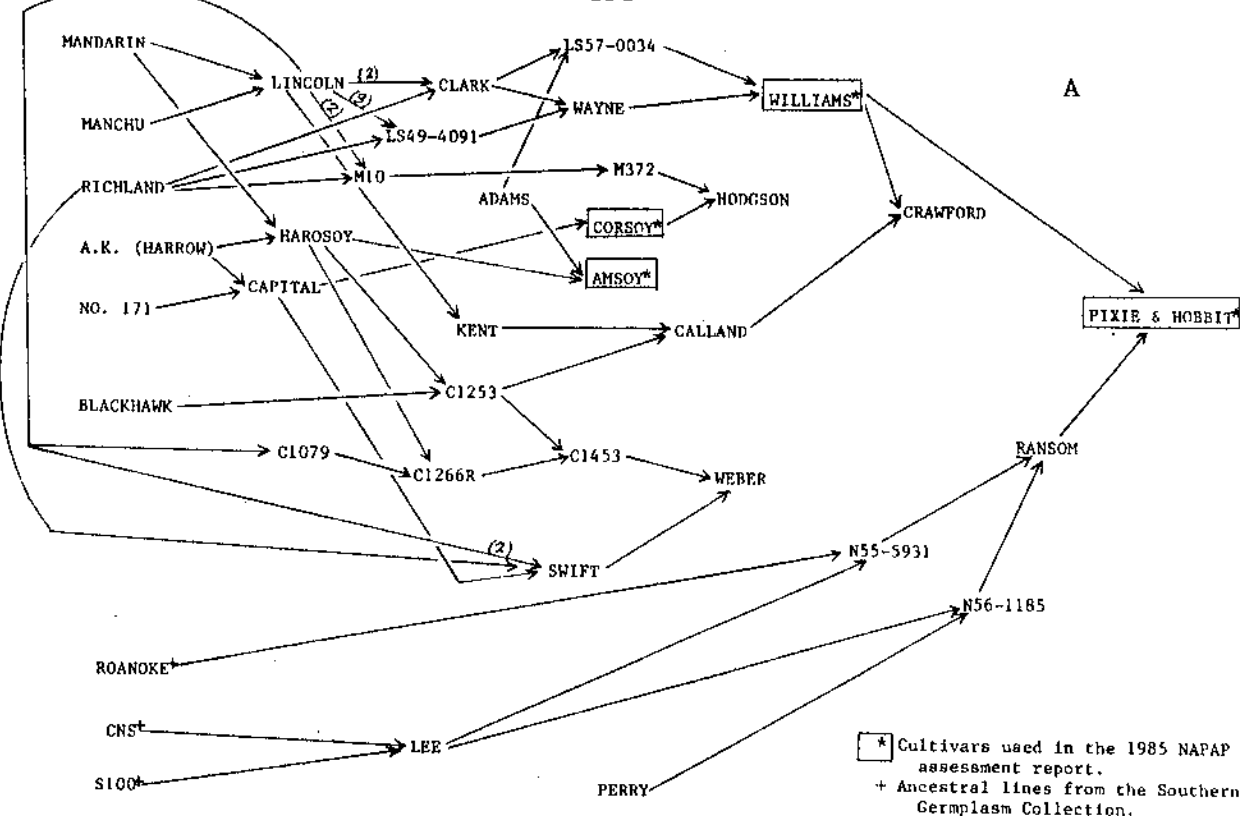 MANDARIN
LS57-0034
LINCOLN
(2)
CLARK
WILLIAMS*
A
(3)
(2)
WAYNE
MANCHU
LS49-4091
RICHLAND
M10
M372
ADAMS
HODGSON
CRAWFORD
CORSOY*
A.K. (HARROW)
HAROSOY
AMSOY*
CAPITAL
NO. 171
KENT
CALLAND
PIXIE & HOBBIT*
C1253
BLACKHAWK
C1079
C1266R
C1453
WEBER
RANSOM
(2)
SWIFT
N55-5931
N56-1185
ROANOKE+
CNS+
LEE
S100+
PERRY
* Cultivars used in the 1985 NAPAP
assessment report.
+ Ancestral lines from the Southern
Germplasm Collection.